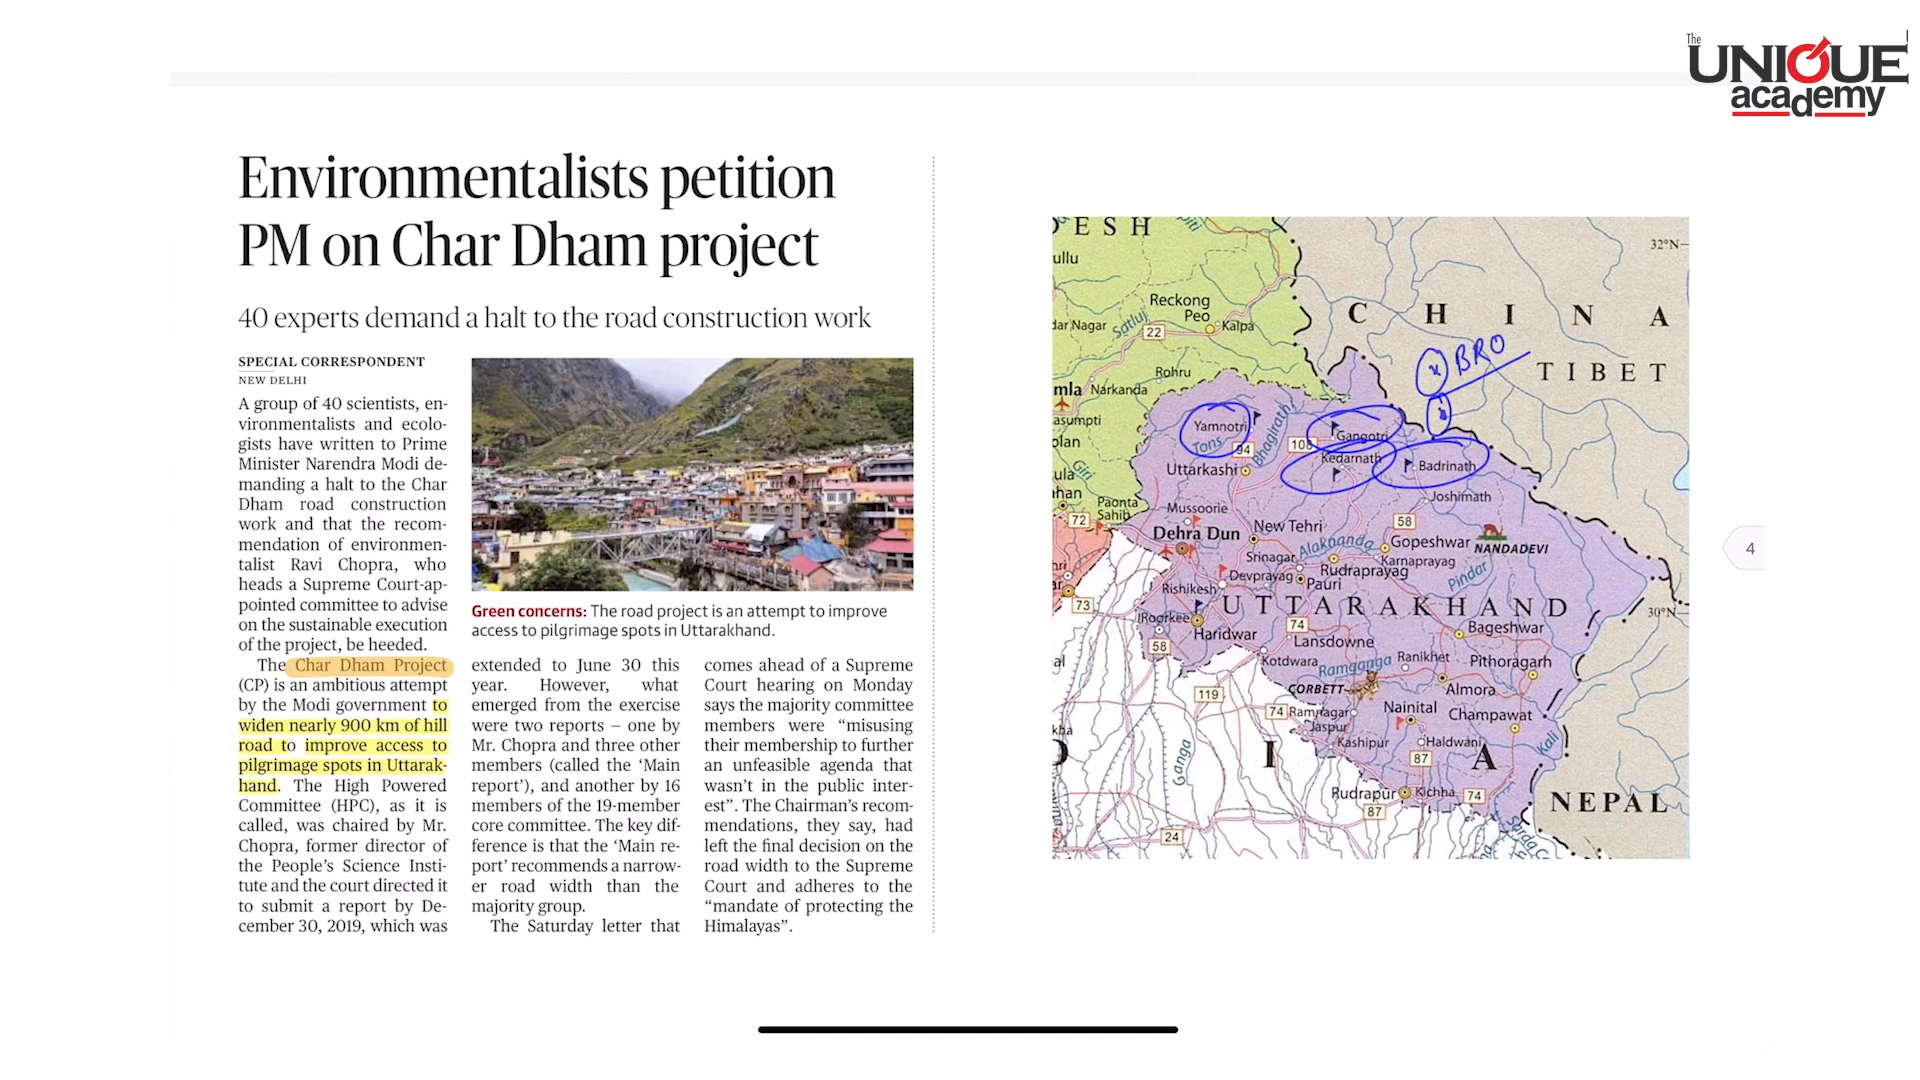 The
UNIQUE
academy
Environmentalists petition
PM on Char Dham project
40 experts demand a halt to the road construction work
SPECIAL CORRESPONDENT
NEW DELHI
A group of 40 scientists, en-
vironmentalists and ecolo-
gists have written to Prime
Minister Narendra Modi de-
manding a halt to the Char
Dham road construction
work and that the recom-
mendation of environmen-
talist Ravi Chopra, who
heads a Supreme Court-ap-
pointed committee to advise
on the sustainable execution
of the project, be heeded.
The Char Dham Project
(CP) is an ambitious attempt
by the Modi government to
widen nearly 900 km of hill
road to improve access to
pilgrimage spots in Uttarak-
hand. The High Powered
Committee (HPC), as it is
called, was chaired by Mr.
Chopra, former director of
the People's Science Insti-
tute and the court directed it
to submit a report by De-
cember 30, 2019, which was
Green concerns: The road project is an attempt to improve
access to pilgrimage spots in Uttarakhand.
extended to June 30 this
year. However, what
emerged from the exercise
were two reports – one by
Mr. Chopra and three other
members (called the ‘Main
report’), and another by 16
members of the 19-member
core committee. The key dif-
ference is that the ‘Main re-
port’ recommends a narrow-
er road width than the
majority group.
The Saturday letter that
comes ahead of a Supreme
Court hearing on Monday
says the majority committee
members were “misusing
their membership to further
an unfeasible agenda that
wasn’t in the public inter-
est”. The Chairman’s recom-
mendations, they say, had
left the final decision on the
road width to the Supreme
Court and adheres to the
“mandate of protecting the
Himalayas”.
DESH
32°N
ullu
Reckong
Peo
Kalpa
dar Nagar
Satluj
22
CHINA
BRO
TIBET
Rohru
mla
Narkanda
asumpti
olan
Giri
Yamnotri
Tons
Bhagirathi
Gangotri
108
94
Kedarnath
Badrinath
Uttarkashi
ula
han
Joshimath
Paonta
Sahib
72
Mussoorie
Dehra Dun
New Tehri
58
Gopeshwar
NANDADEVI
Srinagar
Alaknanda
Karnaprayag
Rudraprayag
Devprayag
Pauri
Pindar
Rishikesh
73
UTTARAKHAND
30°N
Roorkee
Haridwar
74
Bageshwar
58
Lansdowne
Kotdwara
Ramganga
Ranikhet
Pithoragarh
CORBETT
Almora
119
74
Ramnagar
Nainital
Champawat
Jaspur
Kashipur
Haldwani
Kali
Ganga
I
A
87
Rudrapur
Kichha
74
NEPAL
87
24
4